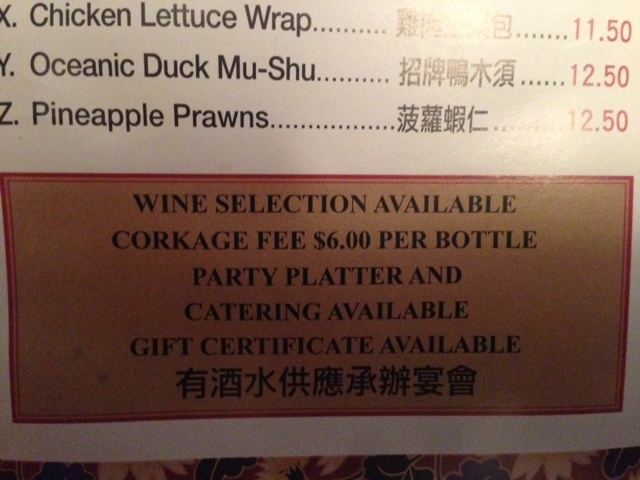 X. Chicken Lettuce Wrap.......... 雞肉生菜包.......11.50
Y. Oceanic Duck Mu-Shu.......... 招牌鴨木須......12.50
Z. Pineapple Prawns.................菠蘿蝦仁..........12.50
WINE SELECTION AVAILABLE
CORKAGE FEE $6.00 PER BOTTLE
PARTY PLATTER AND
CATERING AVAILABLE
GIFT CERTIFICATE AVAILABLE
有酒水供應承辦宴會